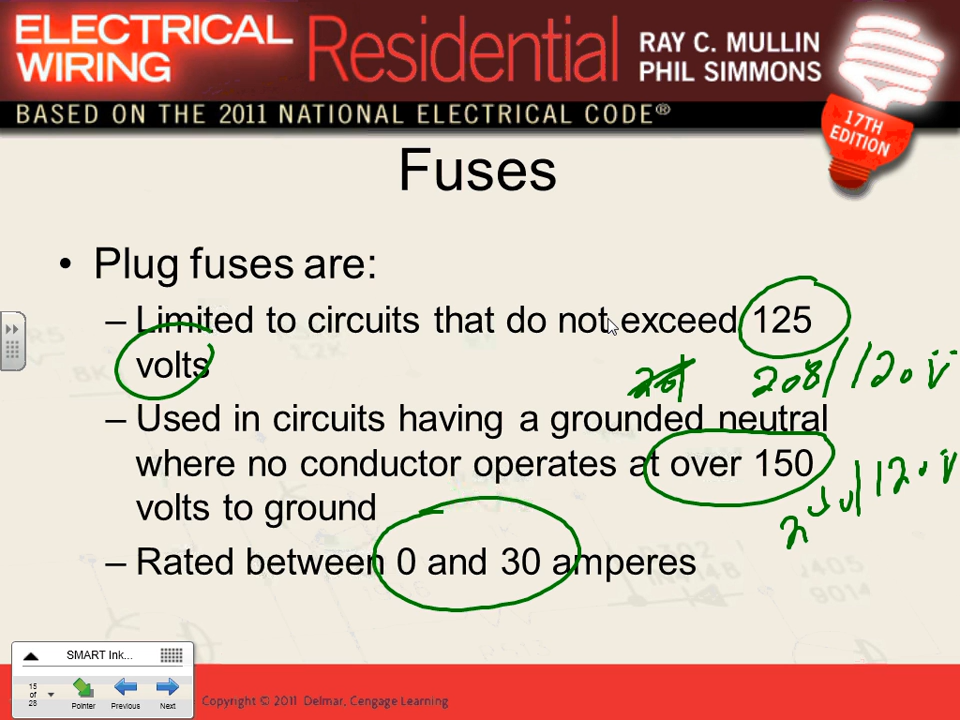 ELECTRICAL WIRING Residential RAY C. MULLIN PHIL SIMMONS
BASED ON THE 2011 NATIONAL ELECTRICAL CODE®
17TH EDITION
Fuses
• Plug fuses are:
– Limited to circuits that do not exceed 125
volts
208/120V
– Used in circuits having a grounded neutral
where no conductor operates at over 150
volts to ground
240/120V
– Rated between 0 and 30 amperes
SMART Ink...
15 of 28
Pointer Previous Next
Copyright © 2011 Delmar, Cengage Learning